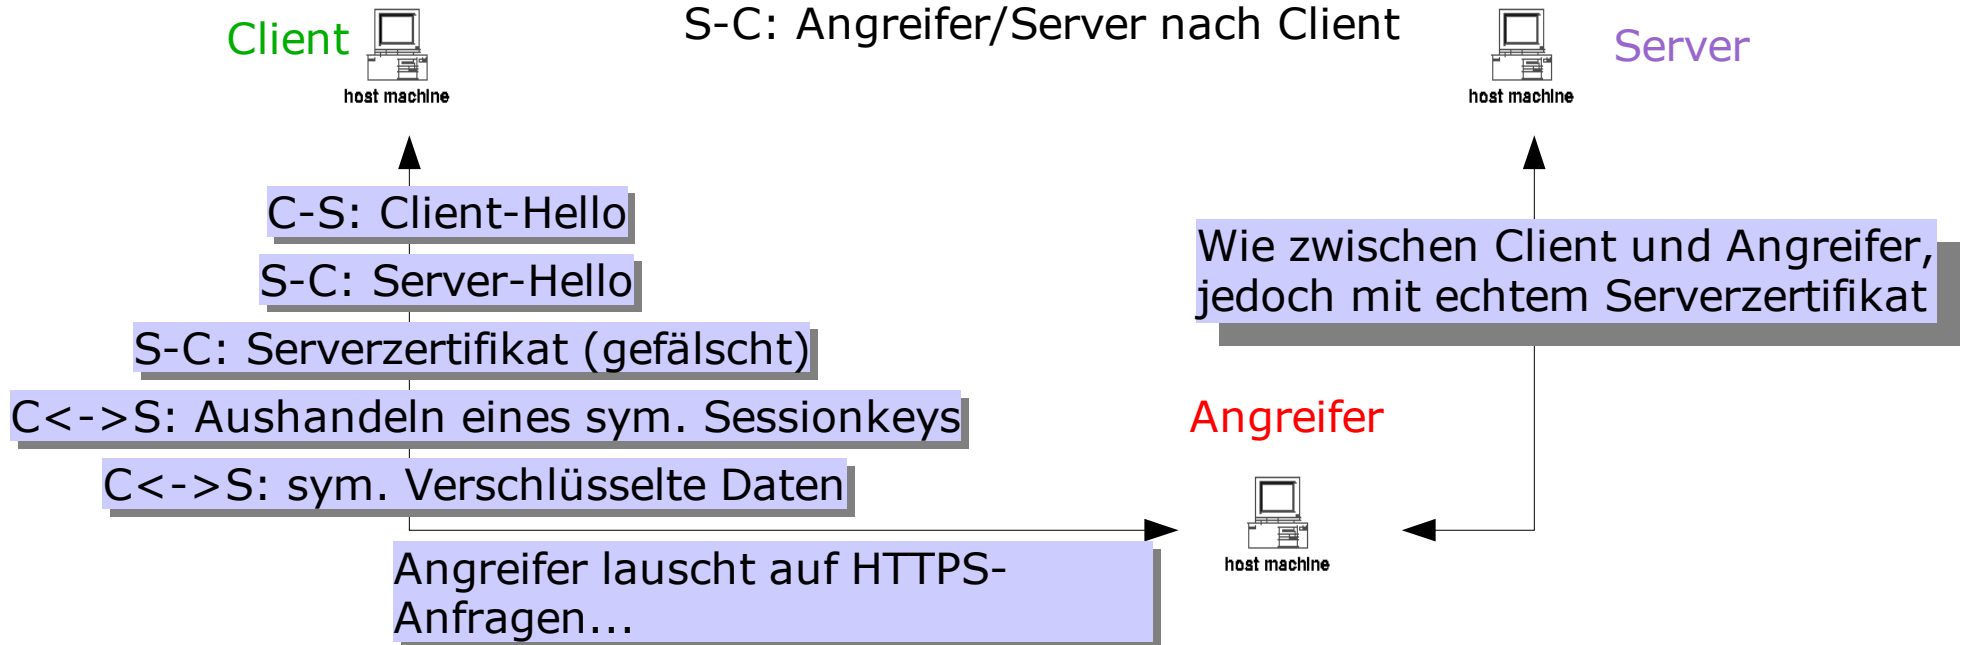 Client
S-C: Angreifer/Server nach Client
Server
host machine
host machine
C-S: Client-Hello
S-C: Server-Hello
S-C: Serverzertifikat (gefälscht)
C<->S: Aushandeln eines sym. Sessionkeys
C<->S: sym. Verschlüsselte Daten
Wie zwischen Client und Angreifer,
jedoch mit echtem Serverzertifikat
Angreifer
host machine
Angreifer lauscht auf HTTPS-
Anfragen...